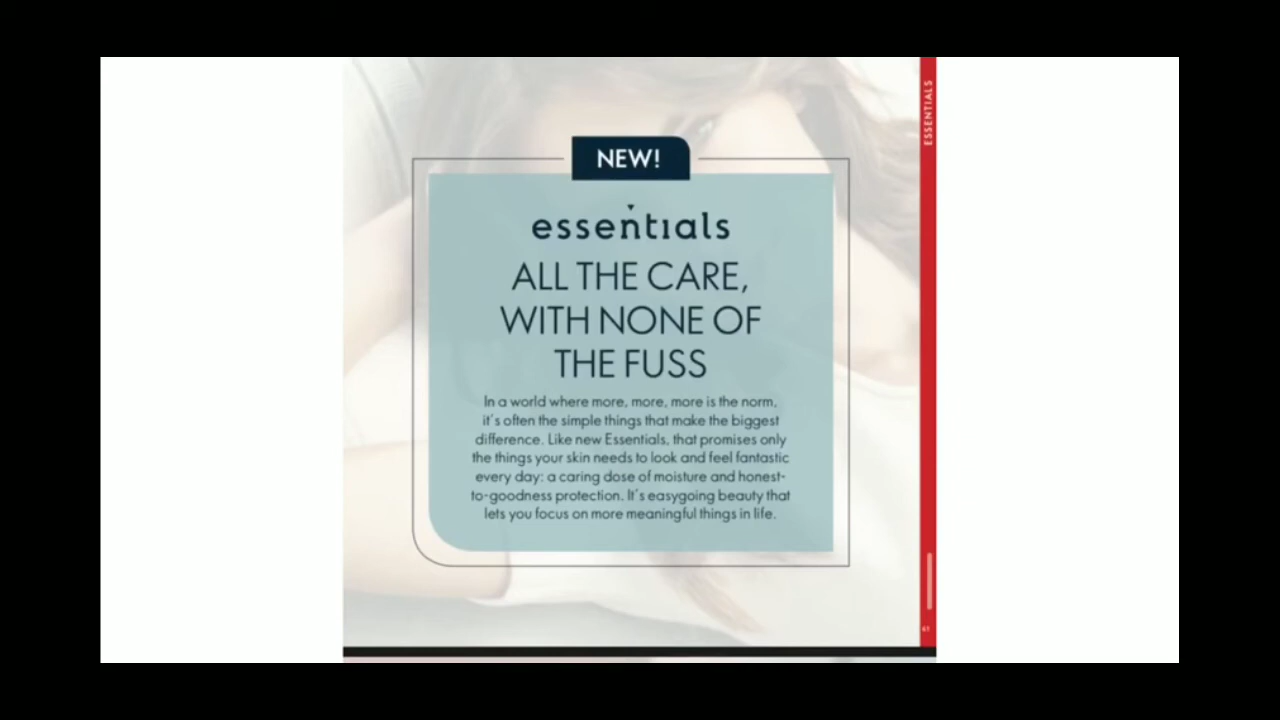 ESSENTIALS
NEW!
essentials
ALL THE CARE,
WITH NONE OF
THE FUSS
In a world where more, more, more is the norm,
it's often the simple things that make the biggest
difference. Like new Essentials, that promises only
the things your skin needs to look and feel fantastic
every day: a caring dose of moisture and honest-
to-goodness protection. It's easygoing beauty that
lets you focus on more meaningful things in life.